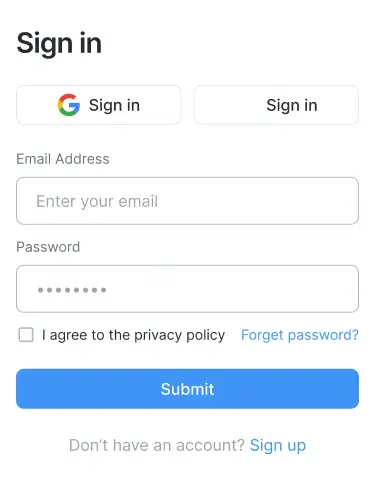 Sign in
Sign in Sign in
Email Address
Enter your email
Password
I agree to the privacy policy Forget password?
Submit
Don't have an account? Sign up